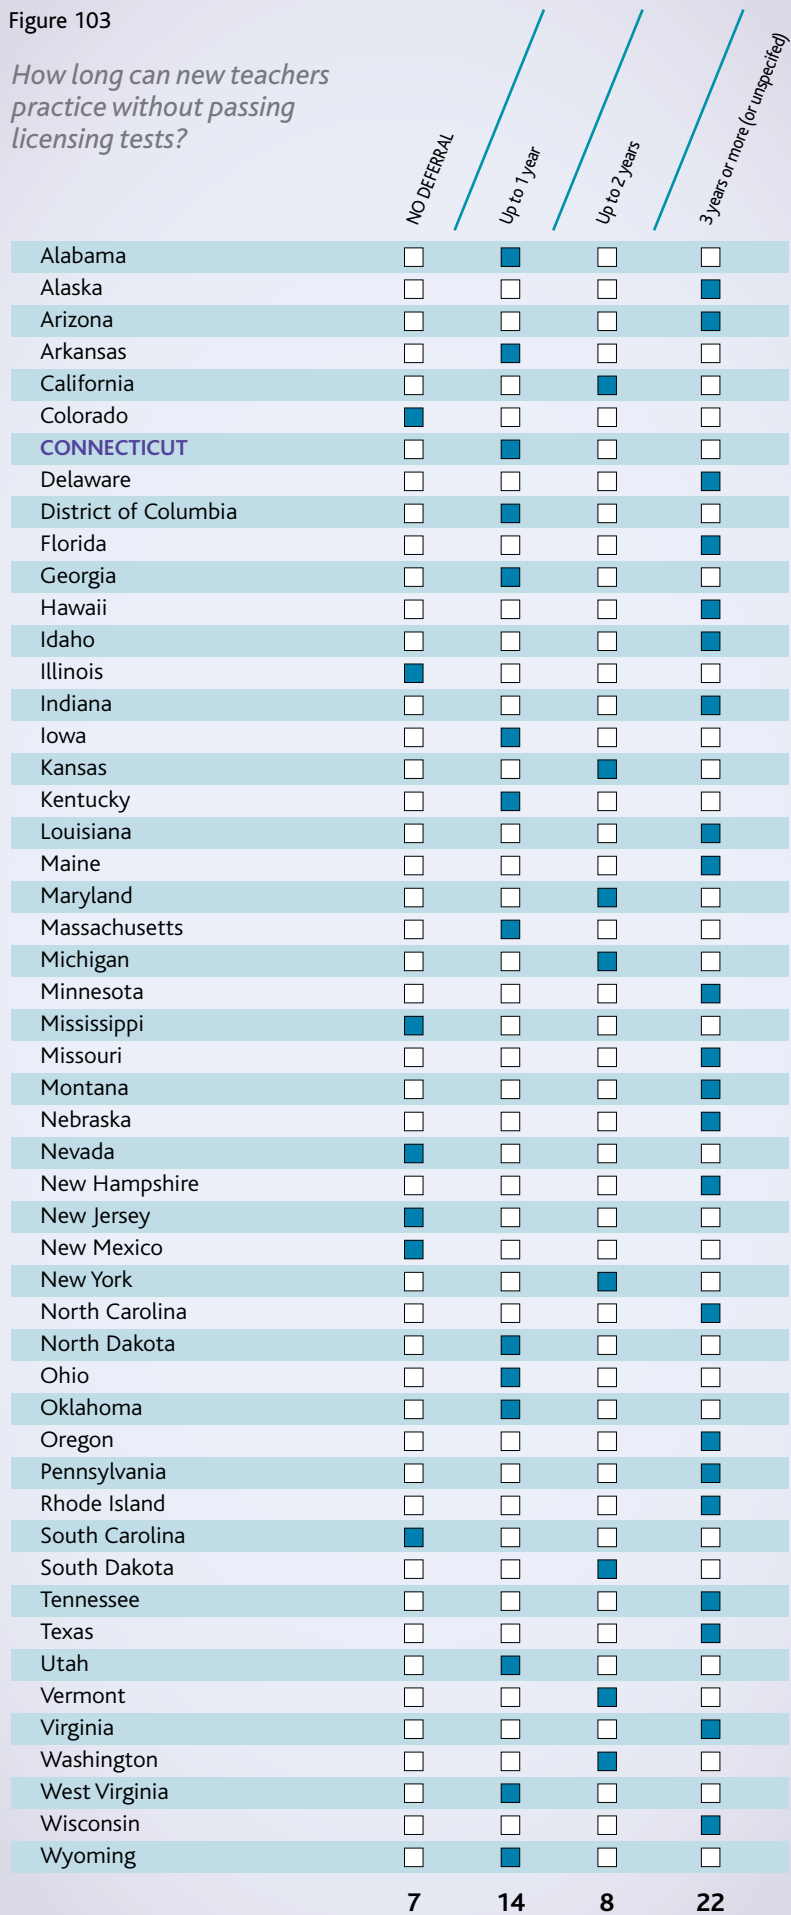 Figure 103
How long can new teachers
practice without passing
licensing tests?
NO DEFERRAL
Up to 1 year
Up to 2 years
3 years or more (or unspecifed)
Alabama
Alaska
Arizona
Arkansas
California
Colorado
CONNECTICUT
Delaware
District of Columbia
Florida
Georgia
Hawaii
Idaho
Illinois
Indiana
Iowa
Kansas
Kentucky
Louisiana
Maine
Maryland
Massachusetts
Michigan
Minnesota
Mississippi
Missouri
Montana
Nebraska
Nevada
New Hampshire
New Jersey
New Mexico
New York
North Carolina
North Dakota
Ohio
Oklahoma
Oregon
Pennsylvania
Rhode Island
South Carolina
South Dakota
Tennessee
Texas
Utah
Vermont
Virginia
Washington
West Virginia
Wisconsin
Wyoming
7 14 8 22